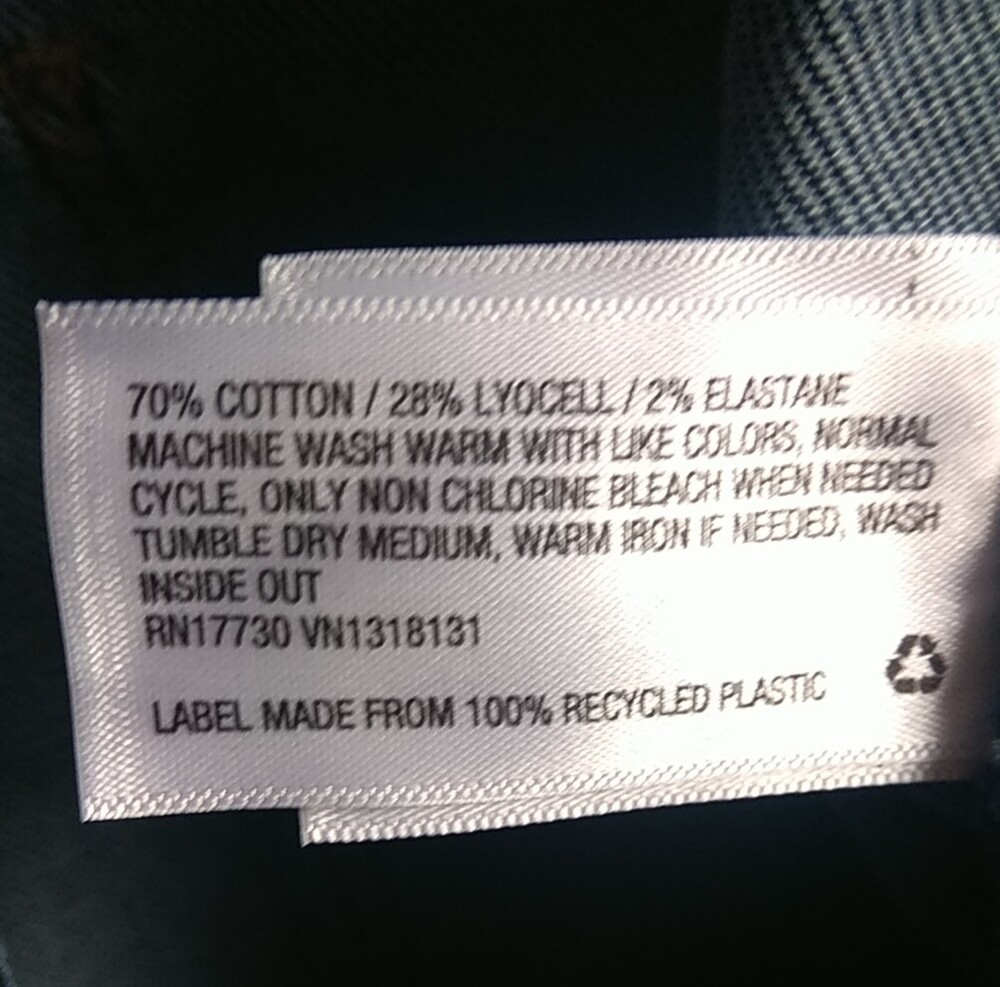 70% COTTON / 28% LYOCELL / 2% ELASTANE
MACHINE WASH WARM WITH LIKE COLORS, NORMAL
CYCLE, ONLY NON CHLORINE BLEACH WHEN NEEDED
TUMBLE DRY MEDIUM, WARM IRON IF NEEDED, WASH
INSIDE OUT
RN17730 VN1318131
LABEL MADE FROM 100% RECYCLED PLASTIC